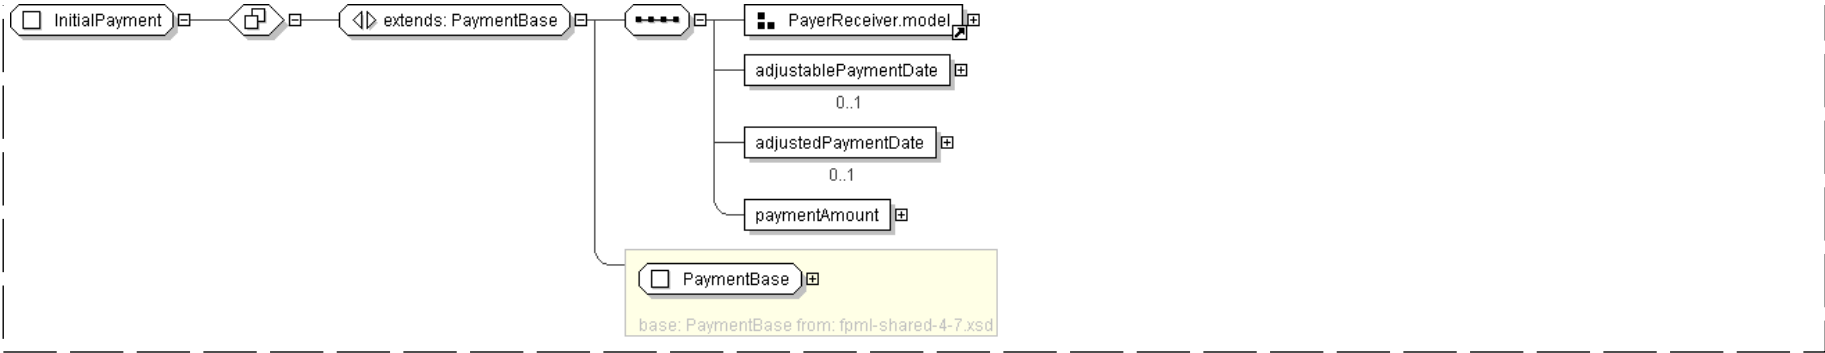 InitialPayment
extends: PaymentBase
PayerReceiver.model
adjustablePaymentDate
0..1
adjustedPaymentDate
0..1
paymentAmount
PaymentBase
base: PaymentBase from: fpml-shared-4-7.xsd